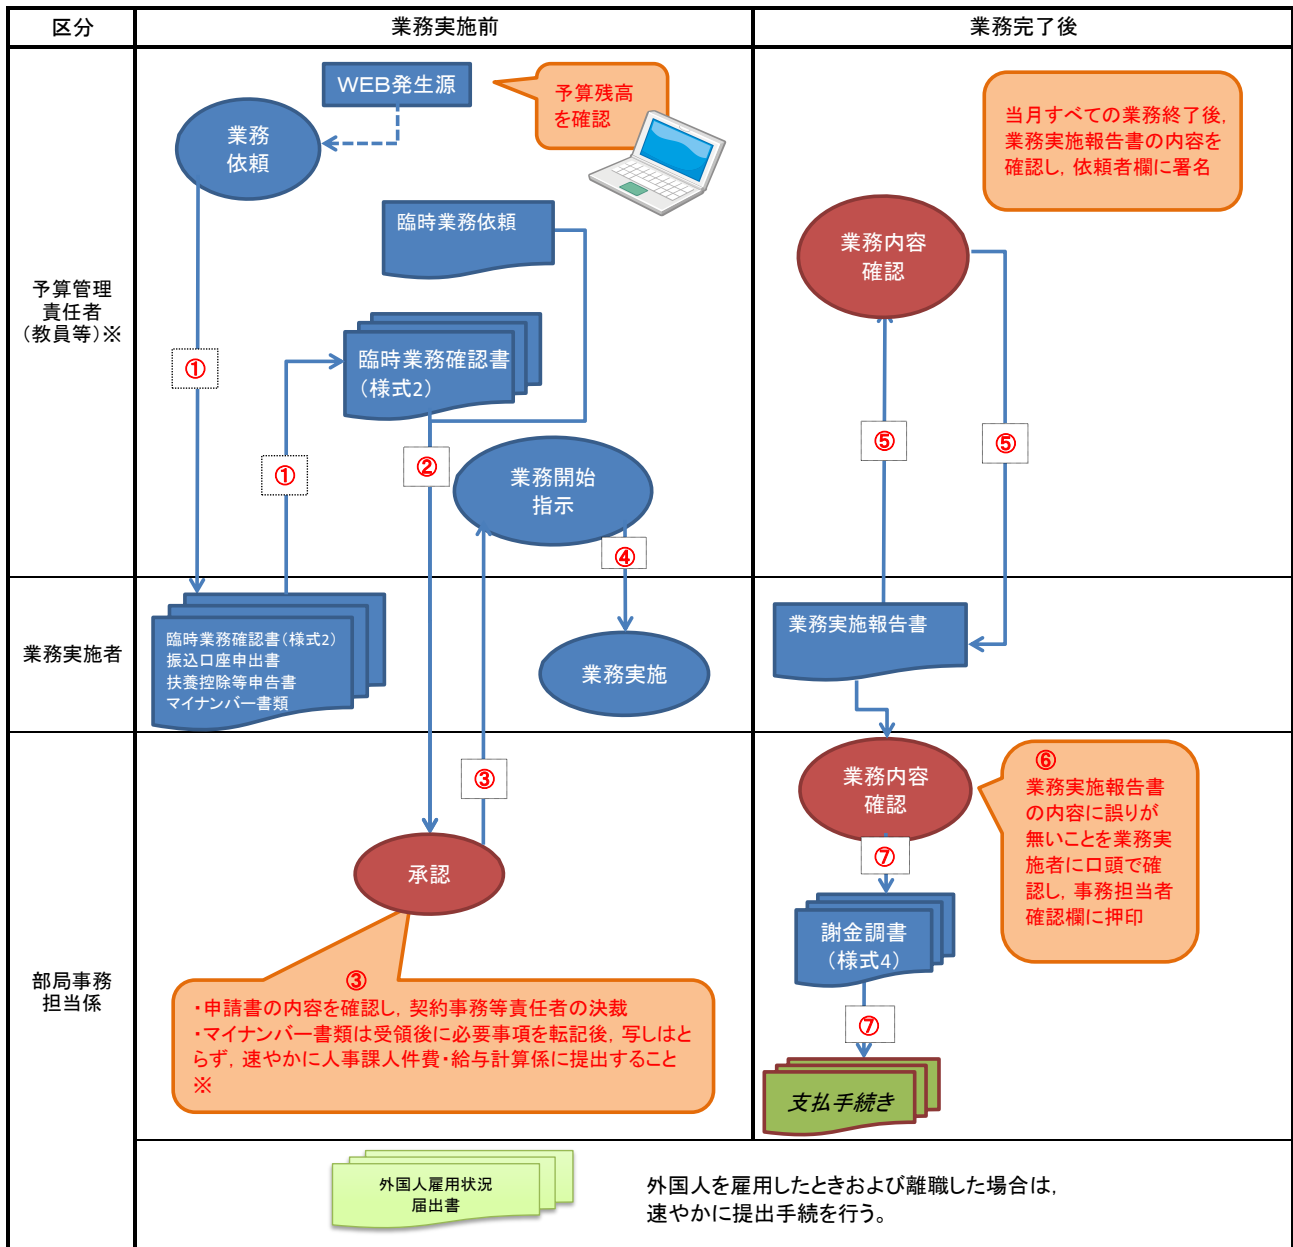 区分
業務実施前
業務完了後
予算管理
責任者
（教員等）※
WEB発生源
予算残高
を確認
業務
依頼
臨時業務依頼
①
臨時業務確認書
（様式2）
①
②
業務開始
指示
④
当月すべての業務終了後，
業務実施報告書の内容を
確認し，依頼者欄に署名
業務内容
確認
⑤
⑤
業務実施者
臨時業務確認書（様式2）
振込口座申出書
扶養控除等申告書
マイナンバー書類
業務実施
業務実施報告書
部局事務
担当係
③
承認
③
・申請書の内容を確認し，契約事務等責任者の決裁
・マイナンバー書類は受領後に必要事項を転記後，写しはと
らず，速やかに人事課人件費・給与計算係に提出すること
※
業務内容
確認
⑥
業務実施報告書
の内容に誤りが
無いことを業務実
施者に口頭で確
認し，事務担当者
確認欄に押印
⑦
謝金調書
（様式4）
⑦
支払手続き
外国人雇用状況
届出書
外国人を雇用したときおよび離職した場合は，
速やかに提出手続を行う。